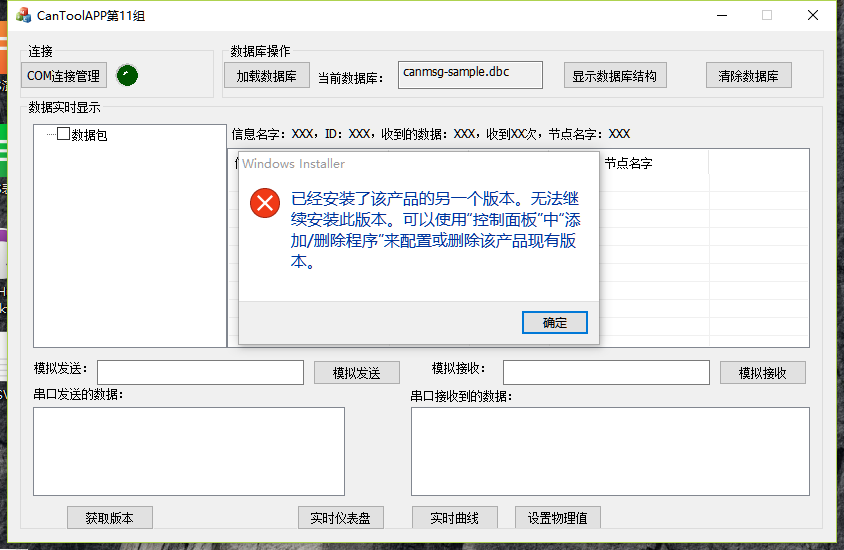 CanToolAPP第11组
连接
数据库操作
COM连接管理
加载数据库
当前数据库：
canmsg-sample.dbc
显示数据库结构
清除数据库
数据实时显示
数据包
信息名字：XXX，ID：XXX，收到的数据：XXX，收到XX次，节点名字：XXX
节点名字
Windows Installer
已经安装了该产品的另一个版本。无法继
续安装此版本。可以使用“控制面板”中“添
加/删除程序”来配置或删除该产品现有版
本。
确定
模拟发送：
模拟发送
模拟接收：
模拟接收
串口发送的数据：
串口接收到的数据：
获取版本
实时仪表盘
实时曲线
设置物理值